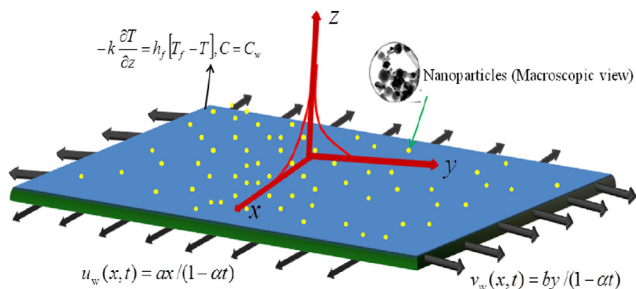 z
−k ∂T/∂z = h_f [T_f − T], C = C_w
Nanoparticles (Macroscopic view)
y
x
u_w(x,t) = ax/(1−αt)
v_w(x,t) = by/(1−αt)